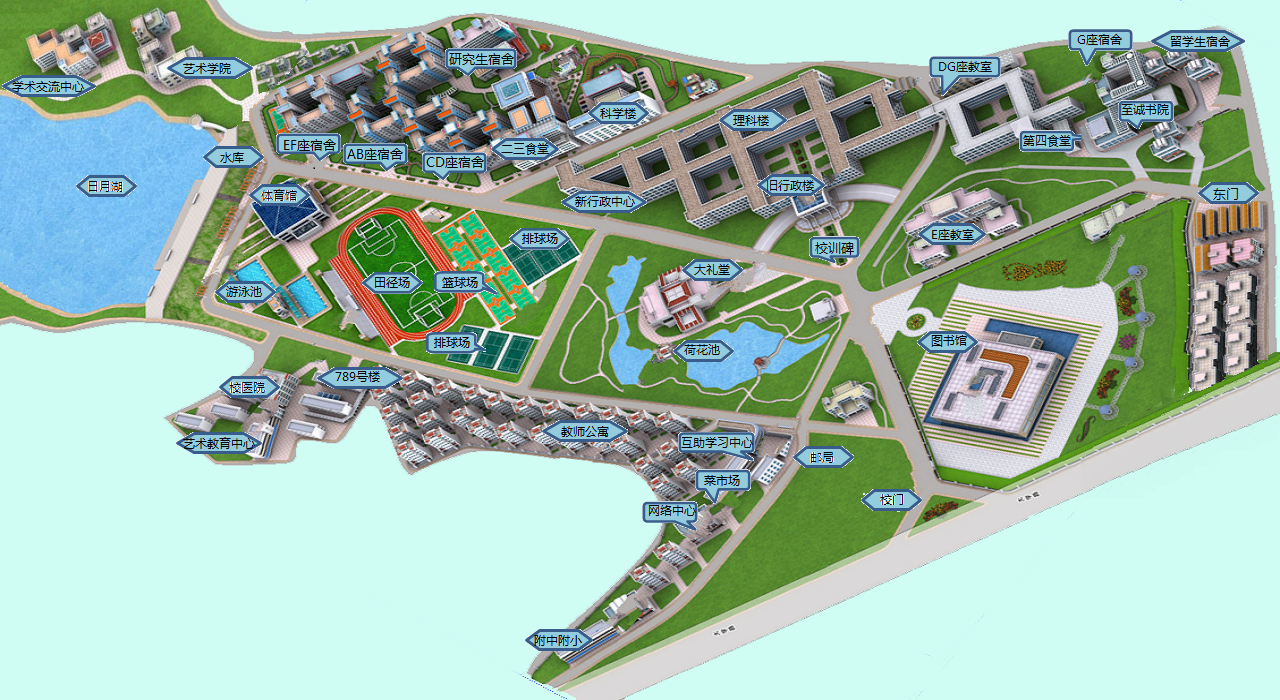 G座宿舍
留学生宿舍
研究生宿舍
艺术学院
DG座教室
学术交流中心
至诚书院
科学楼
理科楼
第四食堂
EF座宿舍
二三食堂
AB座宿舍
水库
CD座宿舍
日月湖
旧行政楼
东门
体育馆
新行政中心
E座教室
排球场
校训碑
大礼堂
田径场
篮球场
游泳池
图书馆
排球场
荷花池
789号楼
校医院
教师公寓
艺术教育中心
互助学习中心
邮局
菜市场
校门
大学路
网络中心
大学路
附中附小